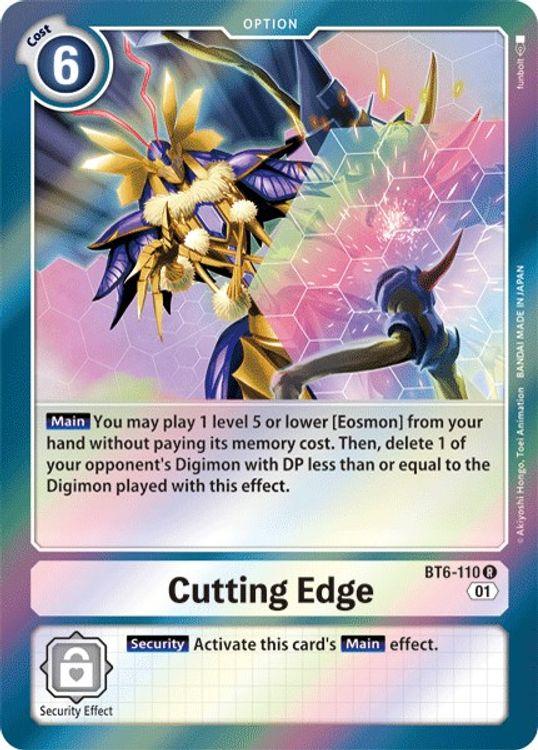 OPTION
Cost
6
funbolt
Main You may play 1 level 5 or lower [Eosmon] from your
hand without paying its memory cost. Then, delete 1 of
your opponent's Digimon with DP less than or equal to the
Digimon played with this effect.
© Akiyoshi Hongo, Toei Animation BANDAI MADE IN JAPAN
BT6-110 R
Cutting Edge
01
Security Activate this card's Main effect.
Security Effect